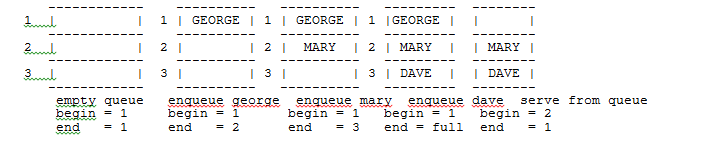 1 | | 1 | GEORGE | 1 | GEORGE | 1 |GEORGE | | |
2 | | 2 | | 2 | MARY | 2 | MARY | | MARY |
3 | | 3 | | 3 | | 3 | DAVE | | DAVE |
empty queue enqueue george enqueue mary enqueue dave serve from queue
begin = 1 begin = 1 begin = 1 begin = 1 begin = 2
end = 1 end = 2 end = 3 end = full end = 1